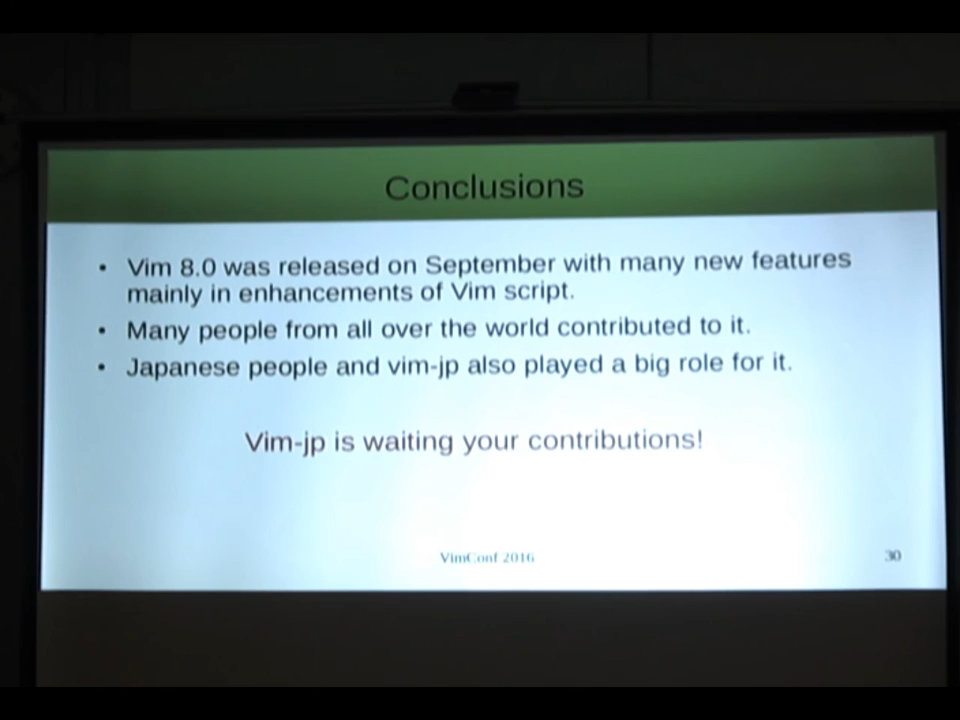 Conclusions
• Vim 8.0 was released on September with many new features
mainly in enhancements of Vim script.
• Many people from all over the world contributed to it.
• Japanese people and vim-jp also played a big role for it.
Vim-jp is waiting your contributions!
VimConf 2016
30